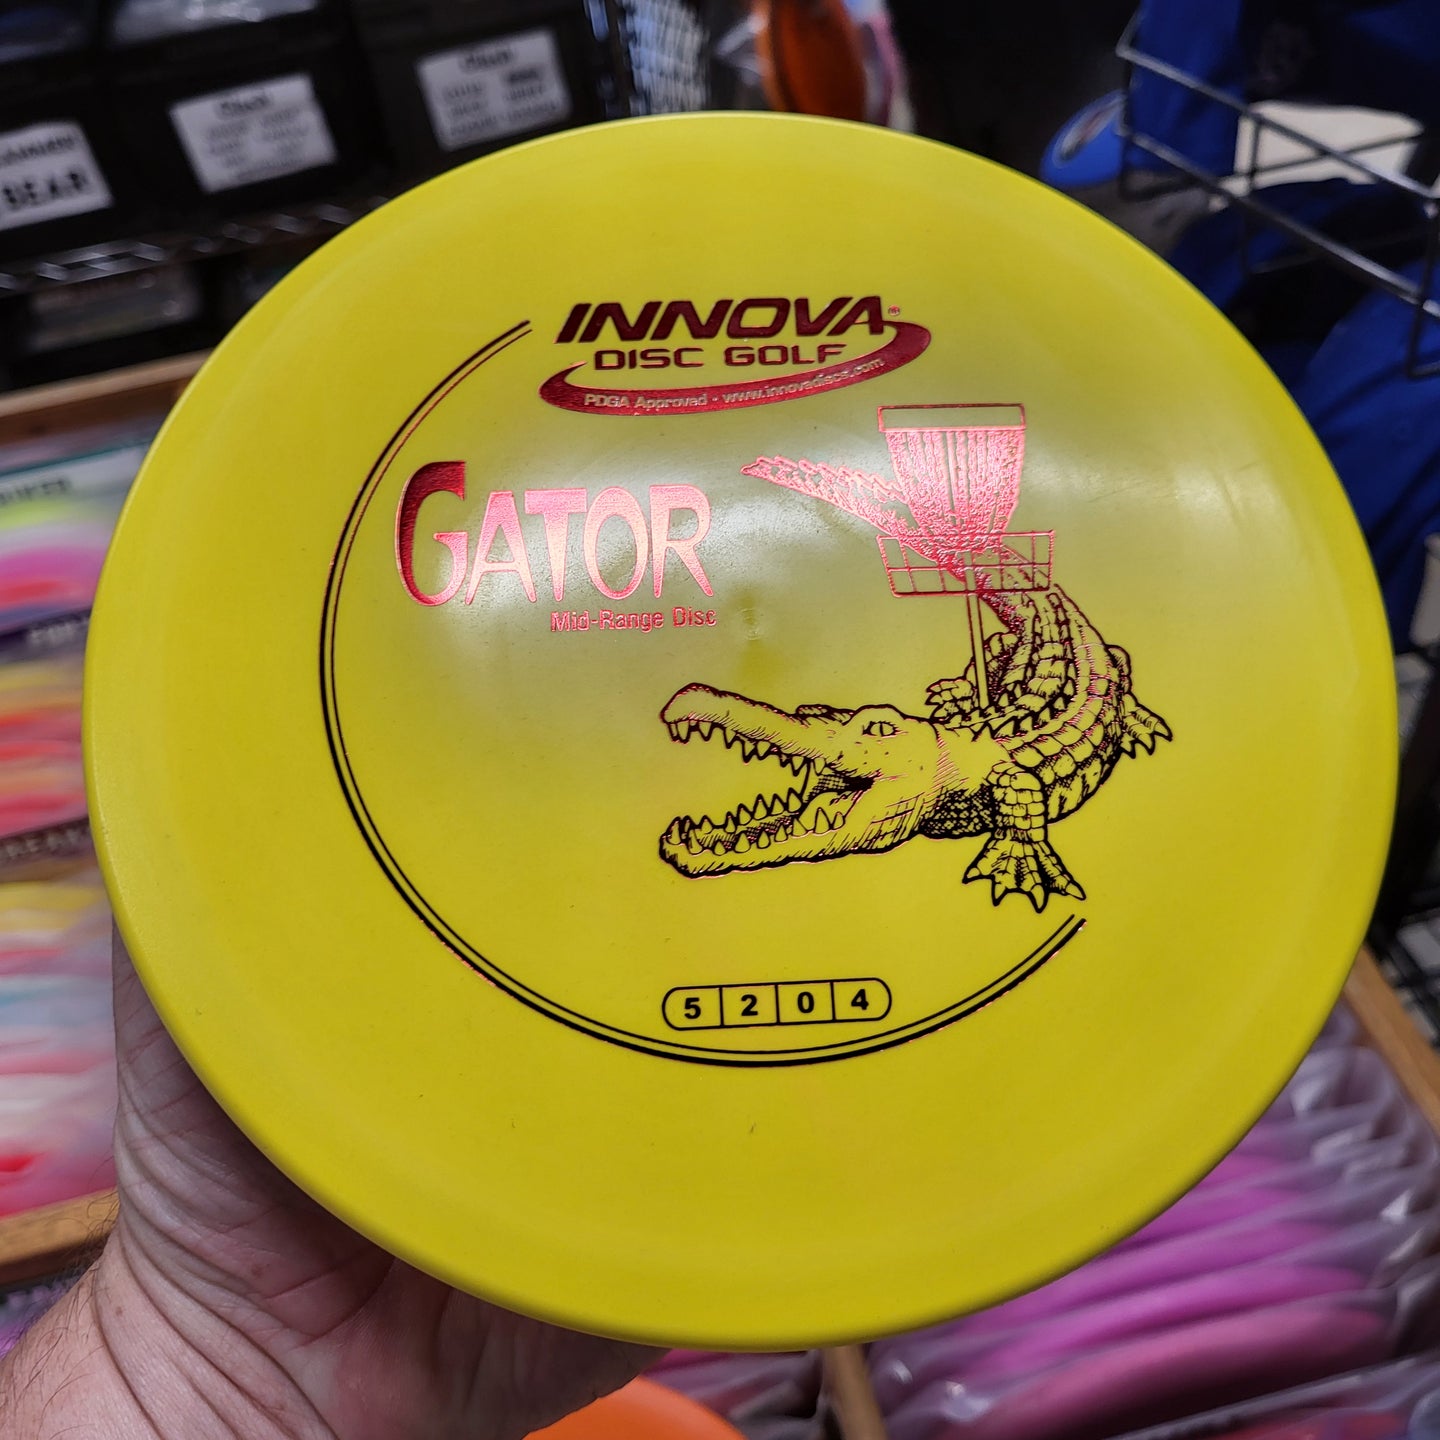 BEAR
INNOVA®
DISC GOLF
PDGA Approved • www.innovadiscs.com
GATOR
Mid-Range Disc
5 2 0 4